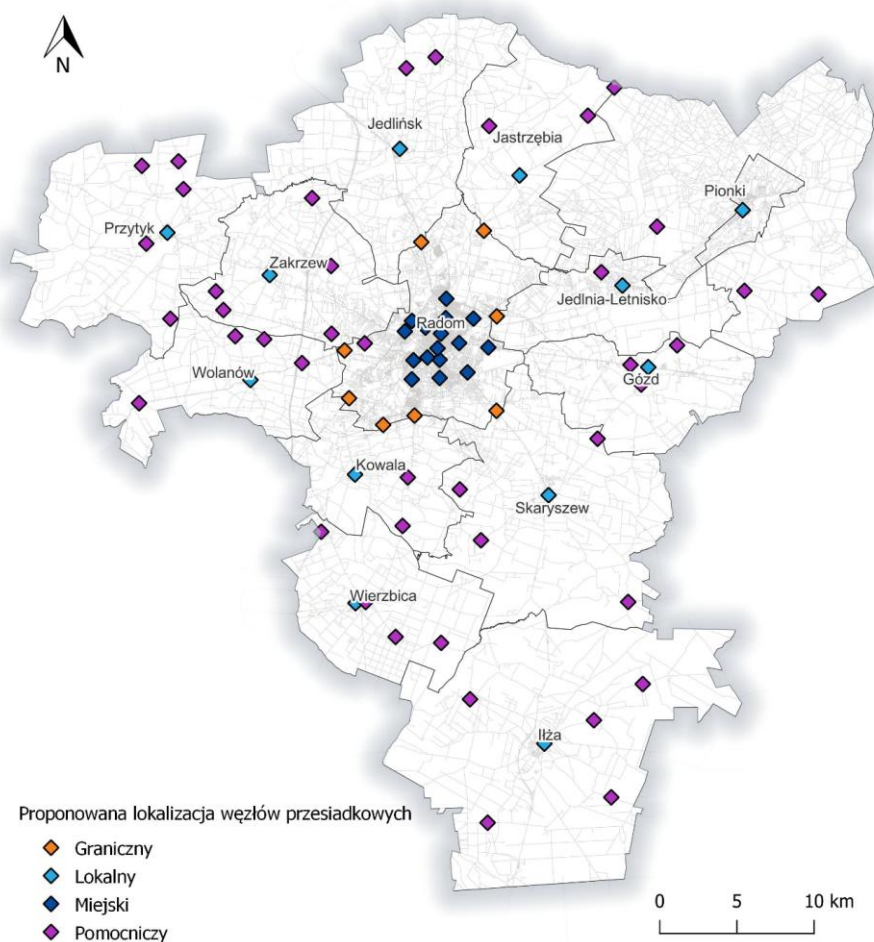 N
Jedlińsk
Jastrzębia
Pionki
Przytyk
Zakrzew
Jedlnia-Letnisko
Radom
Wolanów
Gózd
Kowala
Skaryszew
Wierzbica
Iłża
Proponowana lokalizacja węzłów przesiadkowych
Graniczny
Lokalny
Miejski
Pomocniczy
0 5 10 km